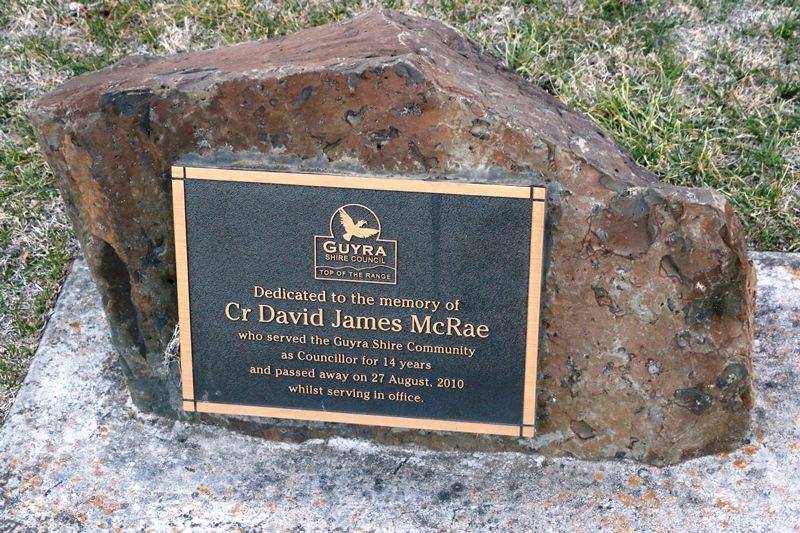 GUYRA
SHIRE COUNCIL
TOP OF THE RANGE
Dedicated to the memory of
Cr David James McRae
who served the Guyra Shire Community
as Councillor for 14 years
and passed away on 27 August, 2010
whilst serving in office.